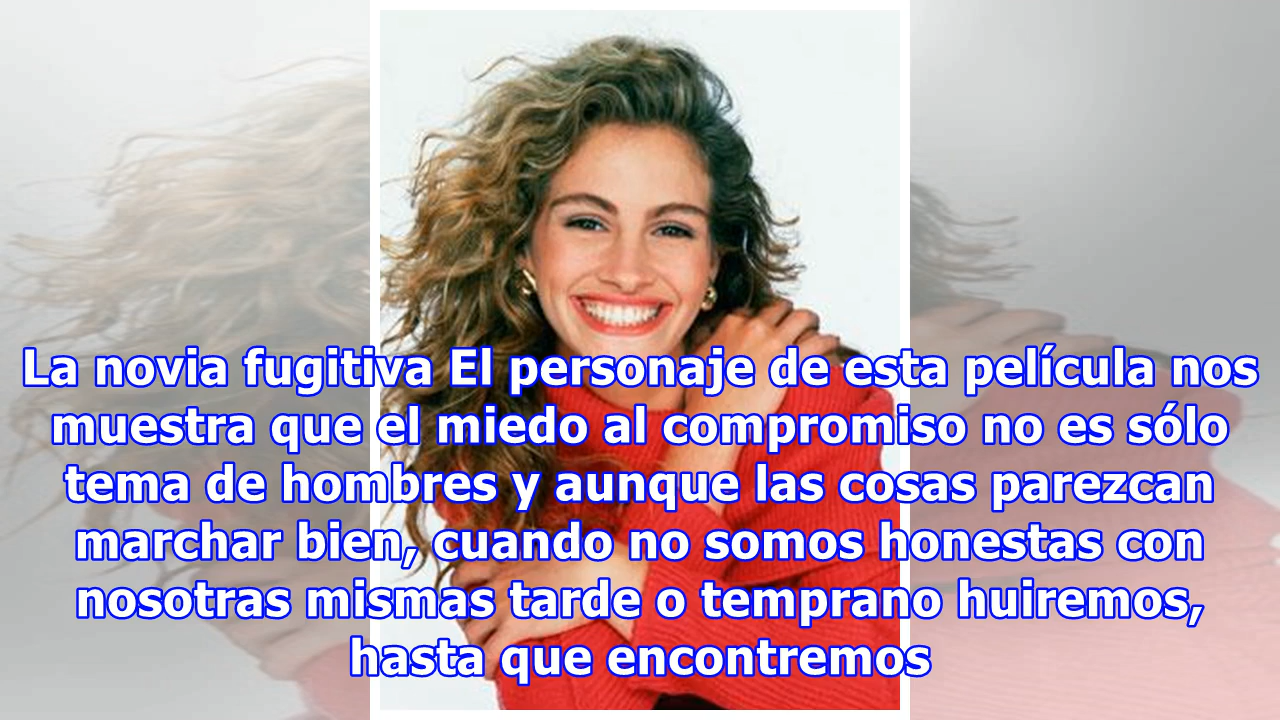 La novia fugitiva El personaje de esta película nos
muestra que el miedo al compromiso no es sólo
tema de hombres y aunque las cosas parezcan
marchar bien, cuando no somos honestas con
nosotras mismas tarde o temprano huiremos,
hasta que encontremos